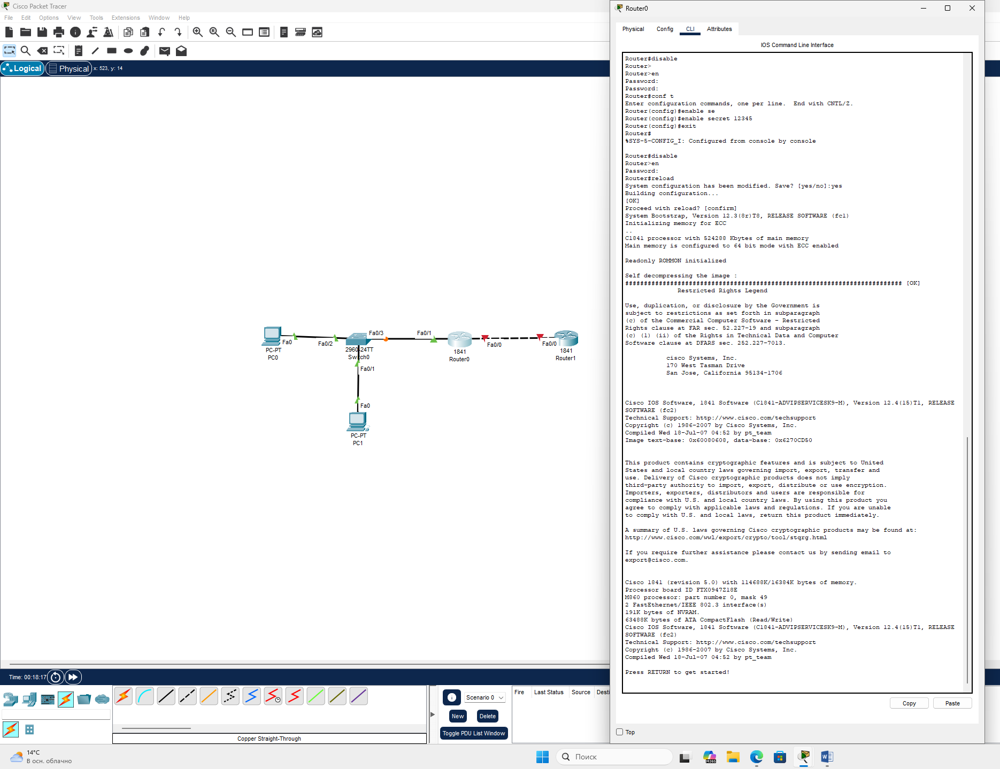 Cisco Packet Tracer
File Edit Options View Tools Extensions Window Help
Logical Physical x: 523, y: 14
Fa0/3
Fa0/1
Fa0
Fa0/2
Fa0/0
Fa0/0
PC-PT
PC0
2960-24TT
Switch0
1841
Router0
1841
Router1
Fa0/1
Fa0
PC-PT
PC1
Time: 00:18:17
Scenario 0
New Delete
Toggle PDU List Window
Fire Last Status Source Desti
Copper Straight-Through
Router0
Physical Config CLI Attributes
IOS Command Line Interface
Router#disable
Router>
Router>en
Password:
Password:
Router#conf t
Enter configuration commands, one per line.  End with CNTL/Z.
Router(config)#enable se
Router(config)#enable secret 12345
Router(config)#exit
Router#
%SYS-5-CONFIG_I: Configured from console by console
Router#disable
Router>en
Password:
Router#reload
System configuration has been modified. Save? [yes/no]:yes
Building configuration...
[OK]
Proceed with reload? [confirm]
System Bootstrap, Version 12.3(8r)T8, RELEASE SOFTWARE (fc1)
Initializing memory for ECC
..
C1841 processor with 524288 Kbytes of main memory
Main memory is configured to 64 bit mode with ECC enabled
Readonly ROMMON initialized
Self decompressing the image :
########################################################################## [OK]
Restricted Rights Legend
Use, duplication, or disclosure by the Government is
subject to restrictions as set forth in subparagraph
(c) of the Commercial Computer Software - Restricted
Rights clause at FAR sec. 52.227-19 and subparagraph
(c) (1) (ii) of the Rights in Technical Data and Computer
Software clause at DFARS sec. 252.227-7013.
cisco Systems, Inc.
170 West Tasman Drive
San Jose, California 95134-1706
Cisco IOS Software, 1841 Software (C1841-ADVIPSERVICESK9-M), Version 12.4(15)T1, RELEASE
SOFTWARE (fc2)
Technical Support: http://www.cisco.com/techsupport
Copyright (c) 1986-2007 by Cisco Systems, Inc.
Compiled Wed 18-Jul-07 04:52 by pt_team
Image text-base: 0x60080608, data-base: 0x6270CD50
This product contains cryptographic features and is subject to United
States and local country laws governing import, export, transfer and
use. Delivery of Cisco cryptographic products does not imply
third-party authority to import, export, distribute or use encryption.
Importers, exporters, distributors and users are responsible for
compliance with U.S. and local country laws. By using this product you
agree to comply with applicable laws and regulations. If you are unable
to comply with U.S. and local laws, return this product immediately.
A summary of U.S. laws governing Cisco cryptographic products may be found at:
http://www.cisco.com/wwl/export/crypto/tool/stqrg.html
If you require further assistance please contact us by sending email to
export@cisco.com.
Cisco 1841 (revision 5.0) with 114688K/16384K bytes of memory.
Processor board ID FTX0947Z18E
M860 processor: part number 0, mask 49
2 FastEthernet/IEEE 802.3 interface(s)
191K bytes of NVRAM.
63488K bytes of ATA CompactFlash (Read/Write)
Cisco IOS Software, 1841 Software (C1841-ADVIPSERVICESK9-M), Version 12.4(15)T1, RELEASE
SOFTWARE (fc2)
Technical Support: http://www.cisco.com/techsupport
Copyright (c) 1986-2007 by Cisco Systems, Inc.
Compiled Wed 18-Jul-07 04:52 by pt_team
Press RETURN to get started!
Copy Paste
Top
14°C
В осн. облачно
Поиск
M365